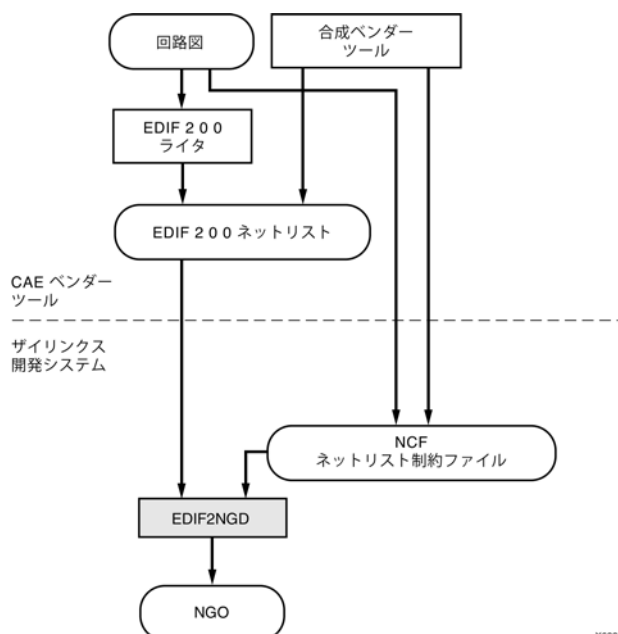 回路図
合成ベンダー
ツール
EDIF 2 0 0
ライタ
EDIF 2 0 0 ネットリスト
CAE ベンダー
ツール
ザイリンクス
開発システム
NCF
ネットリスト制約ファイル
EDIF2NGD
NGO